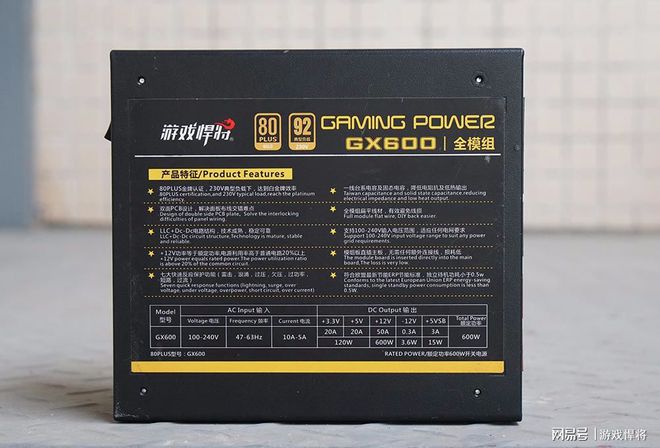 游戏悍将
80
PLUS
GOLD
92
典型负载
230V
GAMING POWER
GX600
全模组
产品特征/Product Features
★ 80PLUS金牌认证，230V典型负载下，达到白金牌效率
80PLUS certification,and 230V typical load,reach the platinum
efficiency.
★ 双面PCB设计，解决面板布线交错难点
Design of double side PCB plate, Solve the interlocking
difficulties of panel wiring.
★ LLC+Dc-Dc电路结构，技术成熟，稳定可靠
LLC+Dc-Dc circuit structure.Technology is mature, stable
and reliable.
★ +12V功率等于额定功率,电源利用率高于普通电路20%以上
+12V power equals rated power.The power utilization ratio
is above 20% of the common circuit.
★ 七大快速反应保护功能（雷击，浪涌，过压，欠压，过功率，
短路，过流）
Seven quick response functions (lightning, surge, over
voltage, under voltage, overpower, short circuit, over current)
★ 一线台系电容及固态电容，降低电阻抗及低热输出
Taiwan capacitance and solid state capacitance,reducing
electrical impedance and low heat output.
★ 全模组扁平线材，有效避免线损
Full module flat wire, DIY back easier.
★ 支持100-240V输入电压范围，适应任何电网要求
Support 100-240V input voltage range to suit any power
grid requirements.
★ 模组板直插主板，无需任何额外连接线，损耗低
The module board is inserted directly into the main
board.The loss is very low.
★ 符合欧盟最新节能ERP节能标准，独立待机功耗小于0.5w
Conforms to the latest European Union ERP energy-saving
standards, single standby power consumption is less than
0.5W.
Model
型号
AC Input 输入
DC Output 输出
Total Power
额定功率
Voltage 电压
Frequency 频率
Current 电流
+3.3V
+5V
+12V
-12V
+5VSB
GX600
100-240V
47-63Hz
10A-5A
20A
20A
50A
0.3A
3A
600W
120W
600W
3.6W
15W
80PLUS型号：GX600
RATED POWER/额定功率600W开关电源
网易号 | 游戏悍将